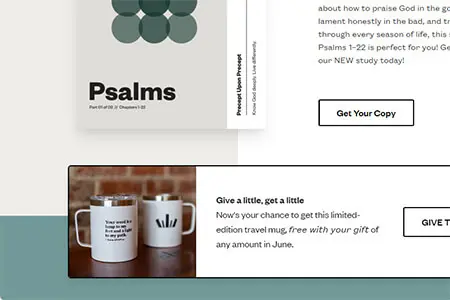 about how to praise God in the go
lament honestly in the bad, and tr
through every season of life, this
Psalms 1–22 is perfect for you! Ge
our NEW study today!
Get Your Copy
Psalms
Part 01 of 05 // Chapters 1-22
Precept Upon Precept
Know God deeply. Live differently.
Give a little, get a little
Now's your chance to get this limited-
edition travel mug, free with your gift of
any amount in June.
GIVE T
Your word is a
lamp to my
feet and a light
to my path.